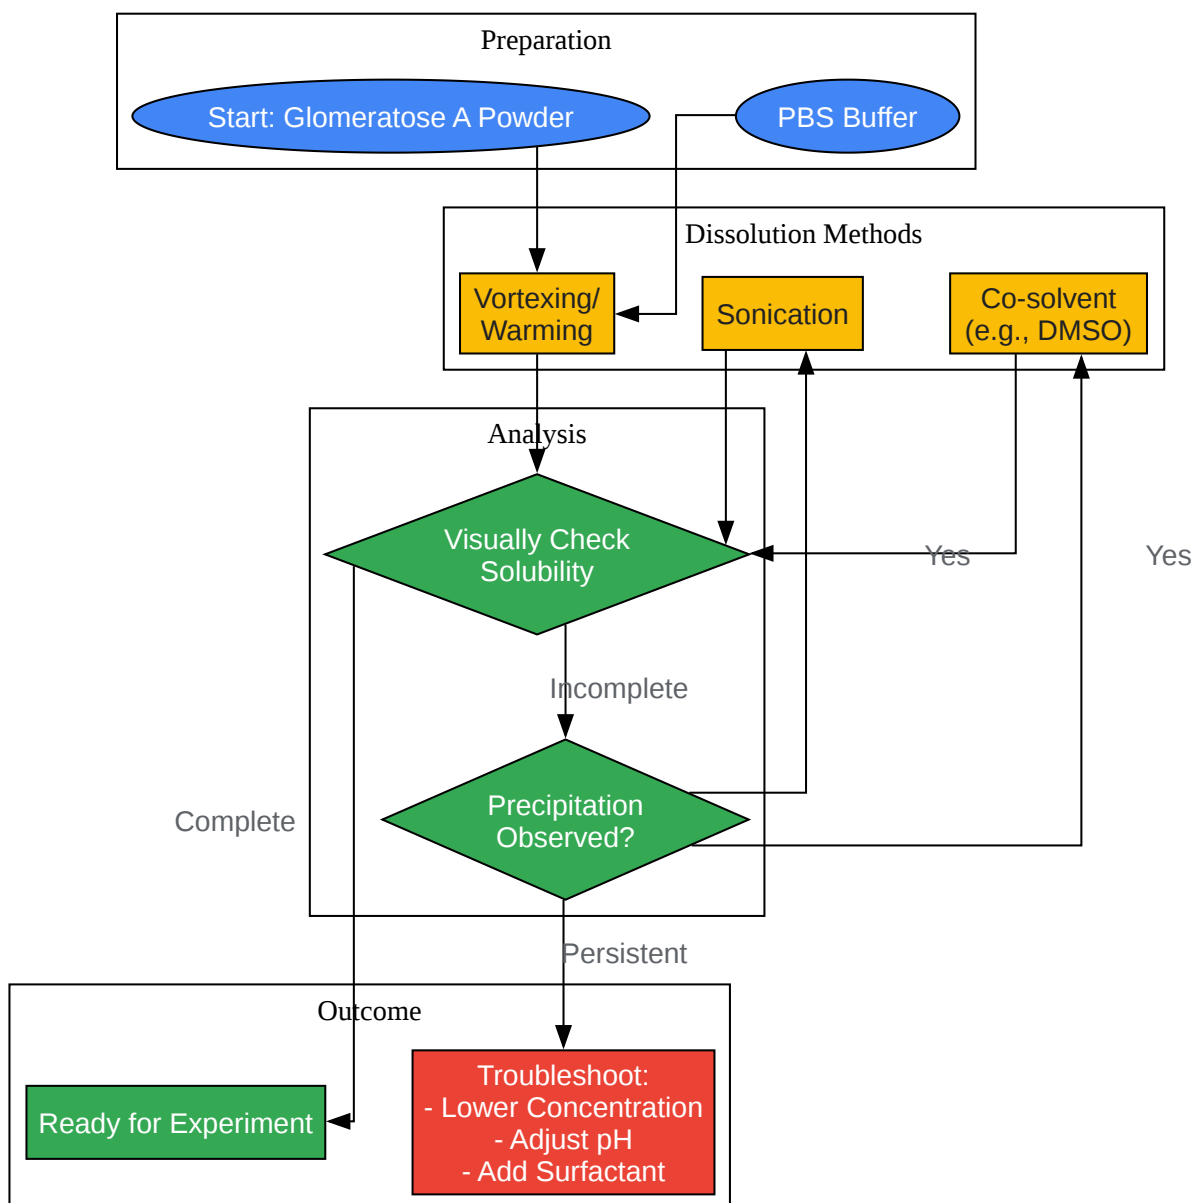 Preparation
Start: Glomeratose A Powder
PBS Buffer
Dissolution Methods
Vortexing/
Warming
Sonication
Co-solvent
(e.g., DMSO)
Analysis
Visually Check
Solubility
Yes
Yes
Incomplete
Precipitation
Observed?
Complete
Persistent
Outcome
Ready for Experiment
Troubleshoot:
- Lower Concentration
- Adjust pH
- Add Surfactant